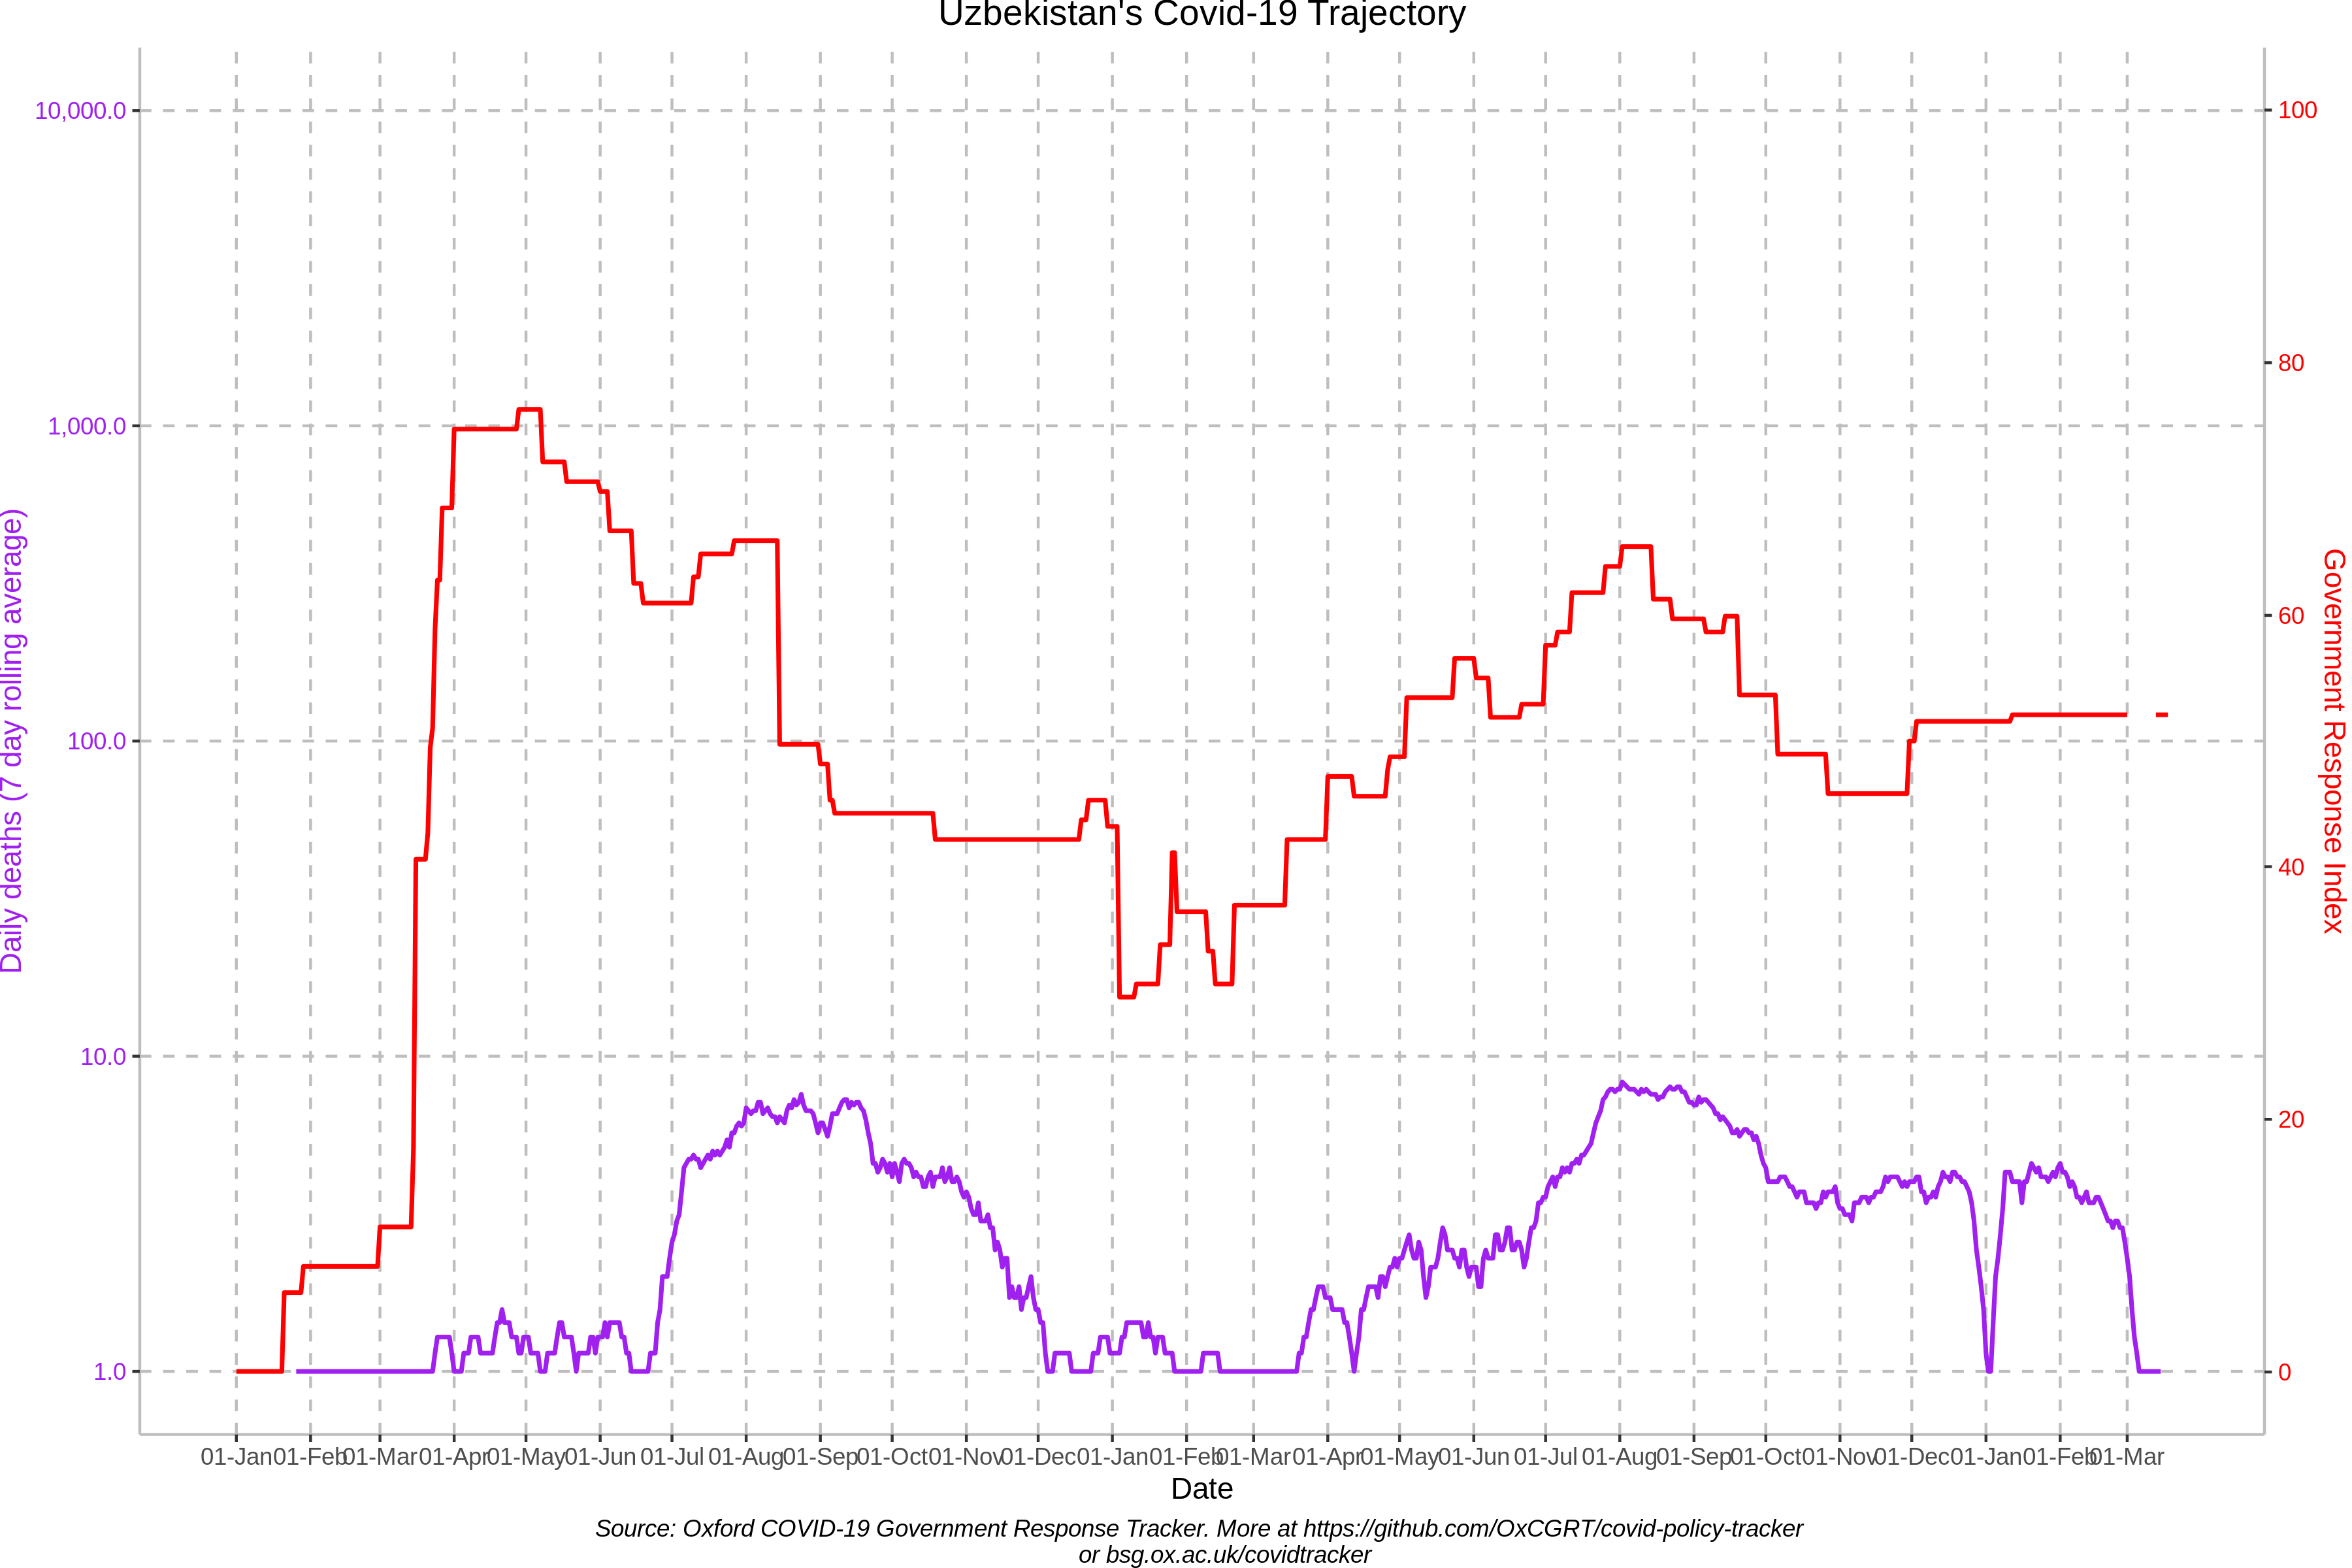 Uzbekistan's Covid-19 Trajectory
10,000.0
1,000.0
100.0
10.0
1.0
Daily deaths (7 day rolling average)
100
80
60
40
20
0
Government Response Index
01-Jan 01-Feb 01-Mar 01-Apr 01-May 01-Jun 01-Jul 01-Aug 01-Sep 01-Oct 01-Nov 01-Dec 01-Jan 01-Feb 01-Mar 01-Apr 01-May 01-Jun 01-Jul 01-Aug 01-Sep 01-Oct 01-Nov 01-Dec 01-Jan 01-Feb 01-Mar
Date
Source: Oxford COVID-19 Government Response Tracker. More at https://github.com/OxCGRT/covid-policy-tracker
or bsg.ox.ac.uk/covidtracker